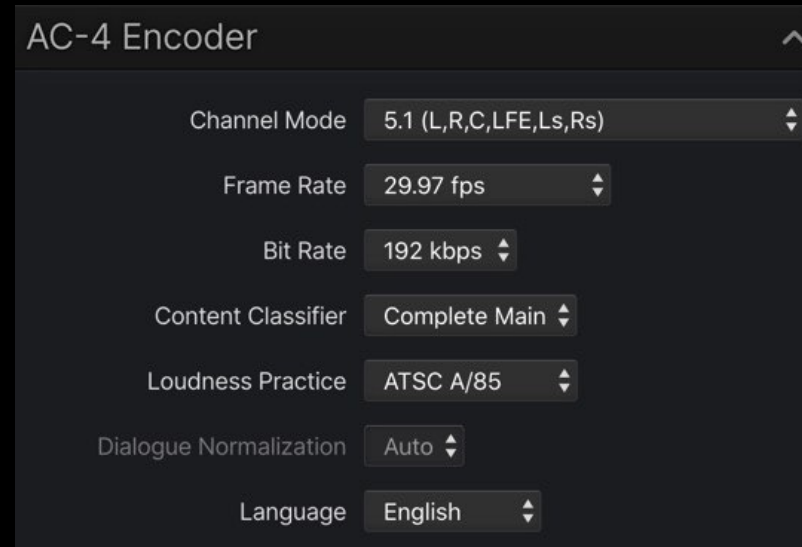 AC-4 Encoder
Channel Mode 5.1 (L,R,C,LFE,Ls,Rs)
Frame Rate 29.97 fps
Bit Rate 192 kbps
Content Classifier Complete Main
Loudness Practice ATSC A/85
Dialogue Normalization Auto
Language English